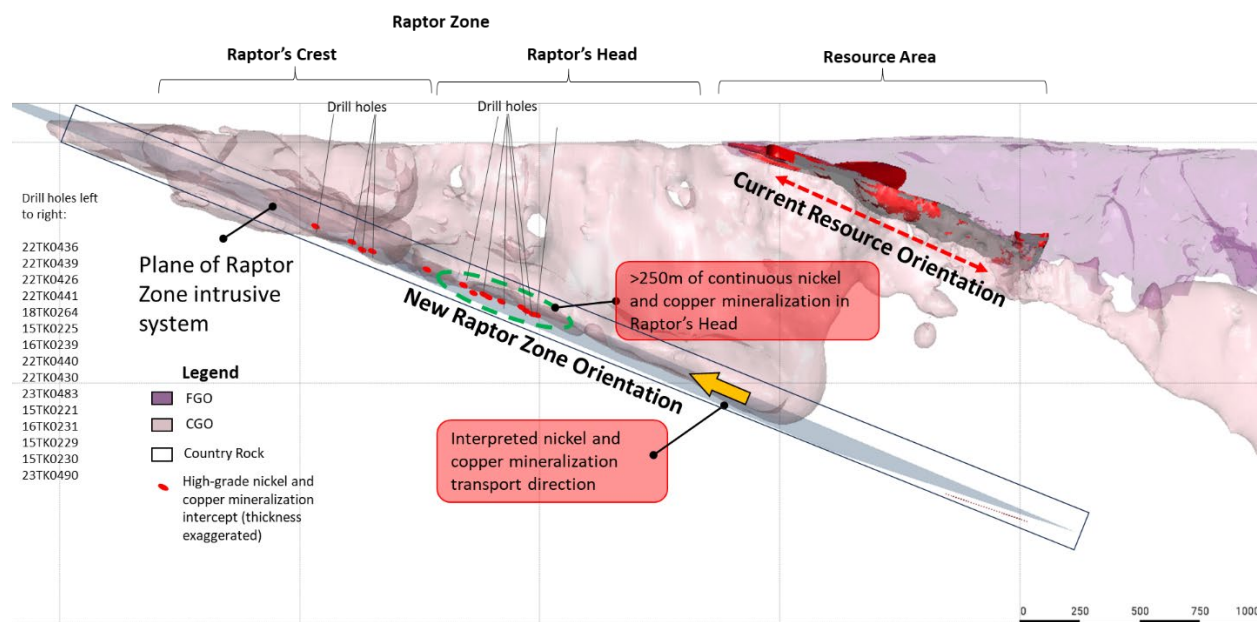 Raptor Zone
Raptor's Crest
Raptor's Head
Resource Area
Drill holes
Drill holes
Drill holes left
to right:
22TK0436
22TK0439
22TK0426
22TK0441
18TK0264
15TK0225
16TK0239
22TK0440
22TK0430
23TK0483
15TK0221
16TK0231
15TK0229
15TK0230
23TK0490
Plane of Raptor
Zone intrusive
system
Legend
FGO
CGO
Country Rock
High-grade nickel and
copper mineralization
intercept (thickness
exaggerated)
New Raptor Zone Orientation
Current Resource Orientation
>250m of continuous nickel
and copper mineralization in
Raptor's Head
Interpreted nickel and
copper mineralization
transport direction
0 250 500 750 1000